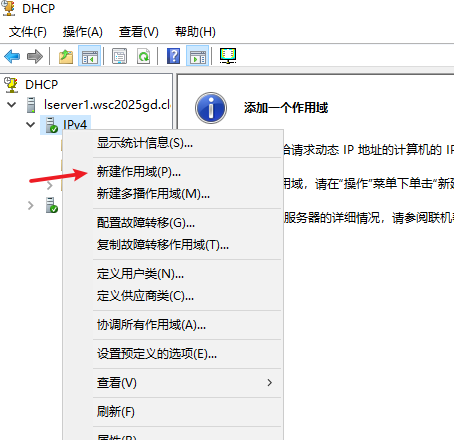 DHCP
文件(F) 操作(A) 查看(V) 帮助(H)
DHCP
lserver1.wsc2025gd.cl
IPv4
显示统计信息(S)...
新建作用域(P)...
新建多播作用域(M)...
配置故障转移(G)...
复制故障转移作用域(T)...
定义用户类(N)...
定义供应商类(C)...
协调所有作用域(A)...
设置预定义的选项(E)...
查看(V)
刷新(F)
添加一个作用域
给请求动态 IP 地址的计算机的 IP
用域，请在“操作”菜单下单击“新建
服务器的详细情况，请参阅联机